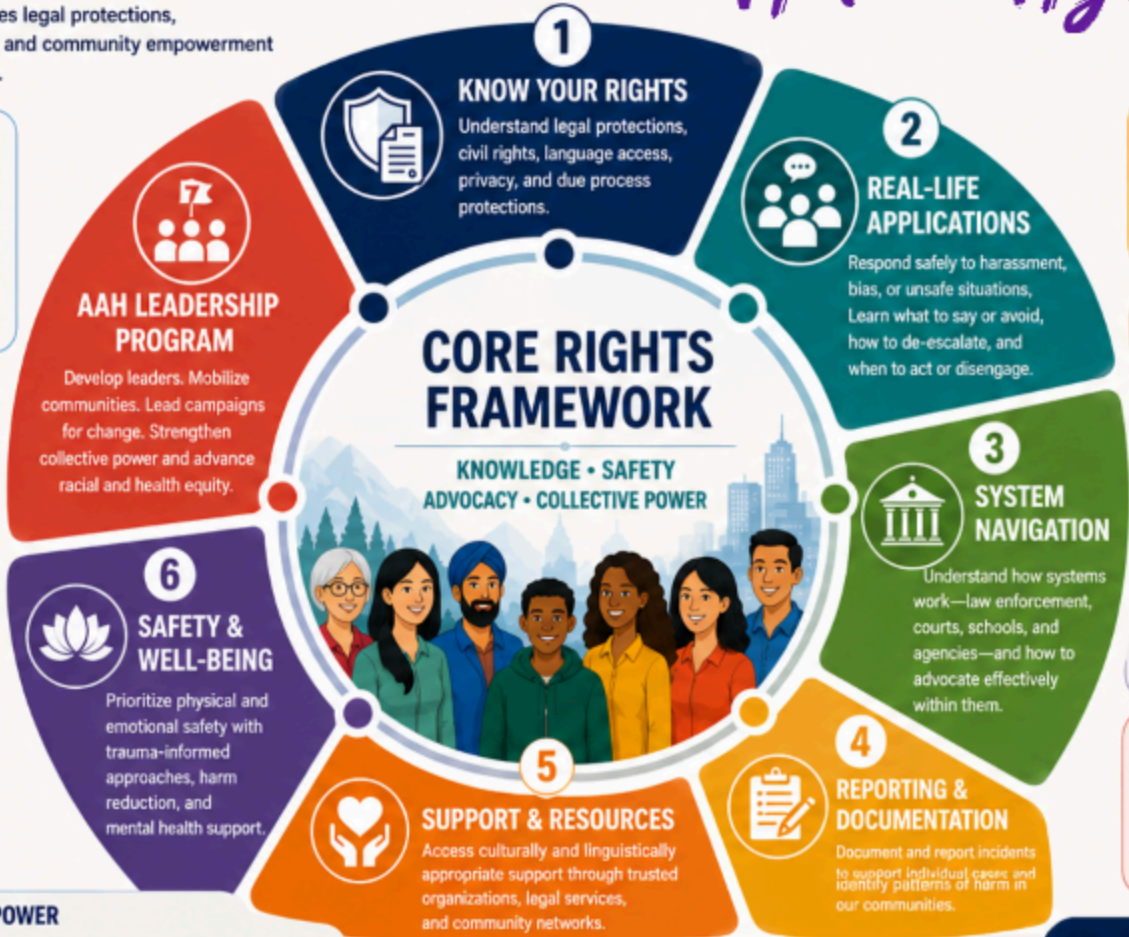 es legal protections,
and community empowerment
1
KNOW YOUR RIGHTS
Understand legal protections,
civil rights, language access,
privacy, and due process
protections.
2
REAL-LIFE
APPLICATIONS
Respond safely to harassment,
bias, or unsafe situations,
Learn what to say or avoid,
how to de-escalate, and
when to act or disengage.
3
SYSTEM
NAVIGATION
Understand how systems
work—law enforcement,
courts, schools, and
agencies—and how to
advocate effectively
within them.
4
REPORTING &
DOCUMENTATION
Document and report incidents
to support individual cases and
identify patterns of harm in
our communities.
5
SUPPORT & RESOURCES
Access culturally and linguistically
appropriate support through trusted
organizations, legal services,
and community networks.
6
SAFETY &
WELL-BEING
Prioritize physical and
emotional safety with
trauma-informed
approaches, harm
reduction, and
mental health support.
7
AAH LEADERSHIP
PROGRAM
Develop leaders. Mobilize
communities. Lead campaigns
for change. Strengthen
collective power and advance
racial and health equity.
CORE RIGHTS
FRAMEWORK
KNOWLEDGE • SAFETY
ADVOCACY • COLLECTIVE POWER
POWER